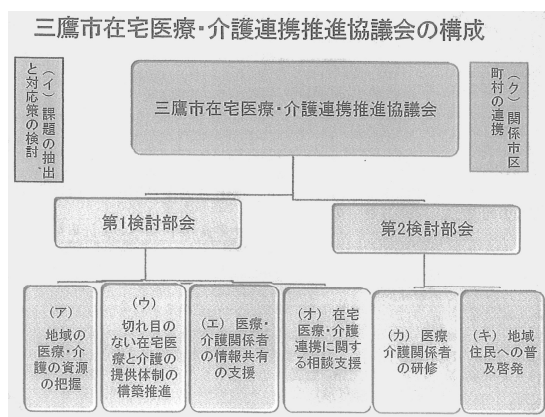 三鷹市在宅医療・介護連携推進協議会の構成
（イ）課題の抽出
と対応策の検討
三鷹市在宅医療・介護連携推進協議会
（ク）関係市区
町村の連携
第1検討部会
第2検討部会
（ア）
地域の
医療・介
護の資源
の把握
（ウ）
切れ目の
ない在宅医
療と介護の
提供体制の
構築推進
（エ）医療・
介護関係者
の情報共有
の支援
（オ）在宅
医療・介護
連携に関す
る相談支援
（カ）医療
介護関係者
の研修
（キ）地域
住民への普
及啓発